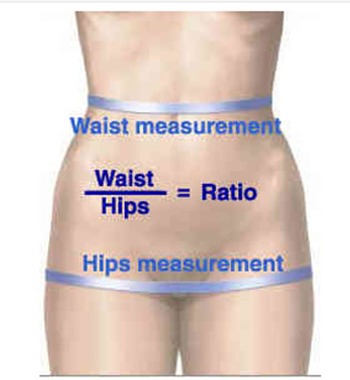 Waist measurement
Waist
Hips
= Ratio
Hips measurement